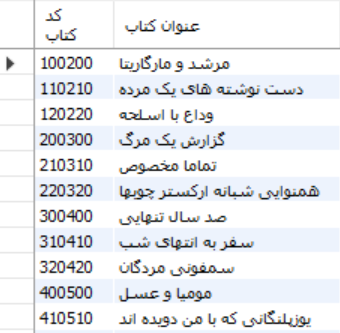 کد کتاب عنوان کتاب
100200 مرشد و مارگاریتا
110210 دست نوشته های یک مرده
120220 وداع با اسلحه
200300 گزارش یک مرگ
210310 تماما مخصوص
220320 همنوایی شبانه ارکستر چوبها
300400 صد سال تنهایی
310410 سفر به انتهای شب
320420 سمفونی مردگان
400500 مومیا و عسل
410510 یوزپلنگانی که با من دویده اند